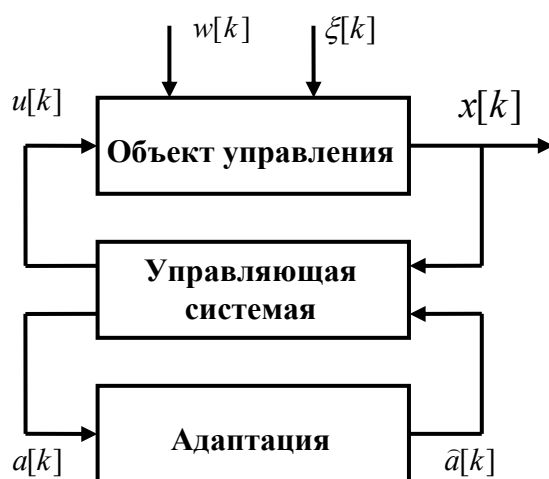 w[k]
ξ[k]
u[k]
x[k]
Объект управления
Управляющая
системая
Адаптация
a[k]
â[k]